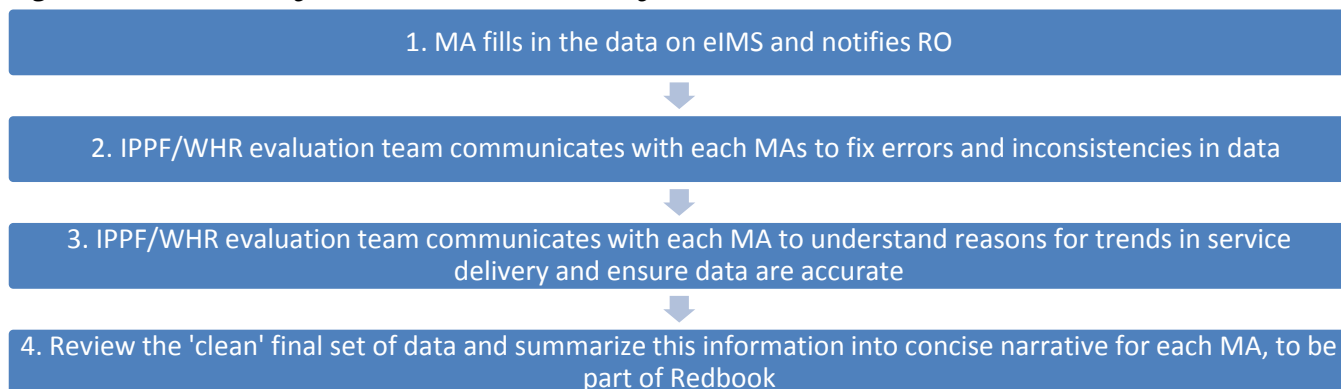 1. MA fills in the data on eIMS and notifies RO
2. IPPF/WHR evaluation team communicates with each MAs to fix errors and inconsistencies in data
3. IPPF/WHR evaluation team communicates with each MA to understand reasons for trends in service
delivery and ensure data are accurate
4. Review the 'clean' final set of data and summarize this information into concise narrative for each MA, to be
part of Redbook